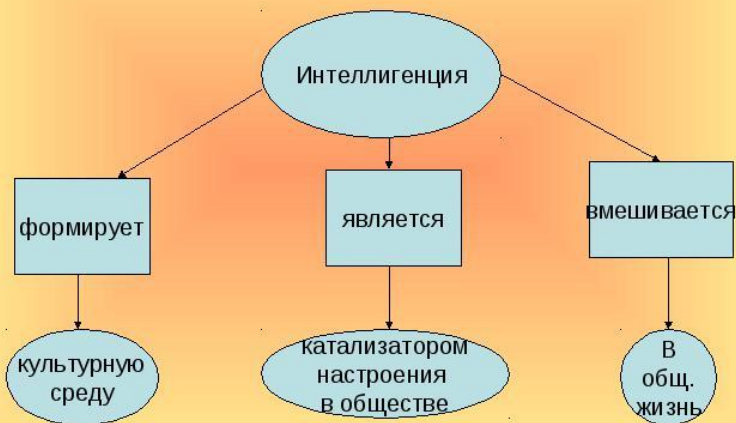 Интеллигенция
формирует
является
вмешивается
культурную
среду
катализатором
настроения
в обществе
В
общ.
жизнь